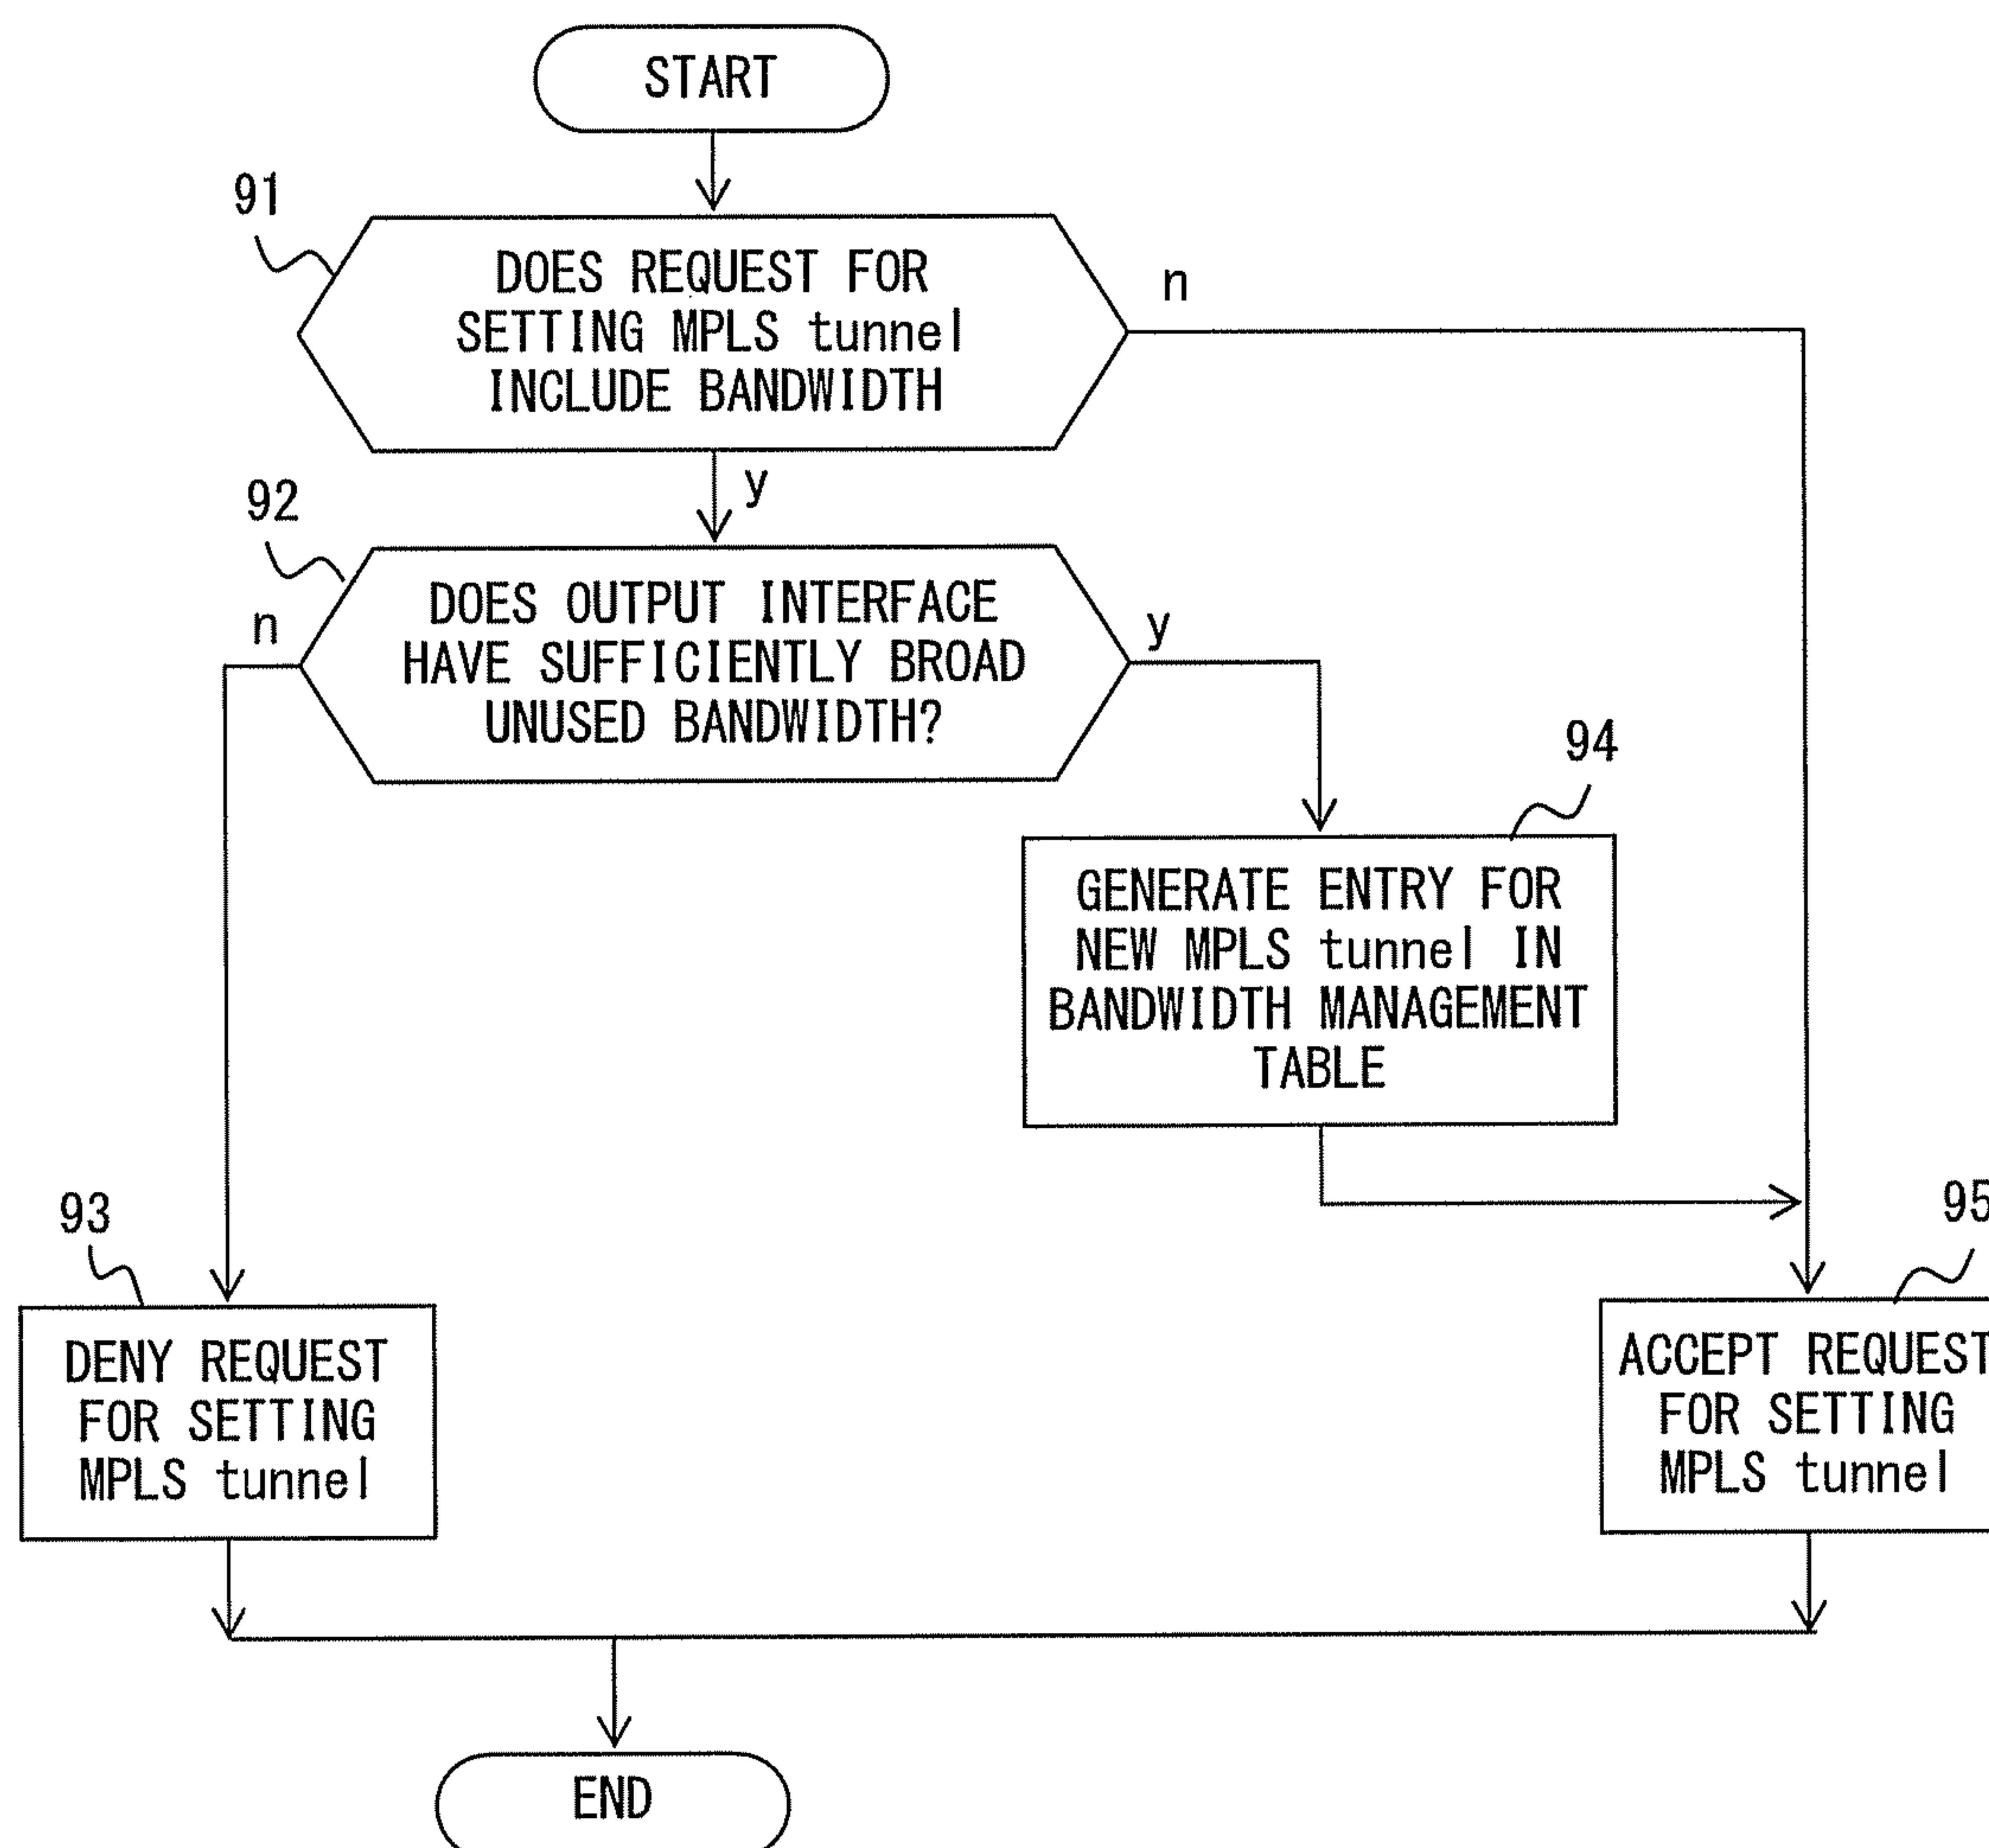 START
91
DOES REQUEST FOR
SETTING MPLS tunnel
INCLUDE BANDWIDTH
n
y
92
DOES OUTPUT INTERFACE
HAVE SUFFICIENTLY BROAD
UNUSED BANDWIDTH?
n
y
94
GENERATE ENTRY FOR
NEW MPLS tunnel IN
BANDWIDTH MANAGEMENT
TABLE
93
DENY REQUEST
FOR SETTING
MPLS tunnel
95
ACCEPT REQUEST
FOR SETTING
MPLS tunnel
END